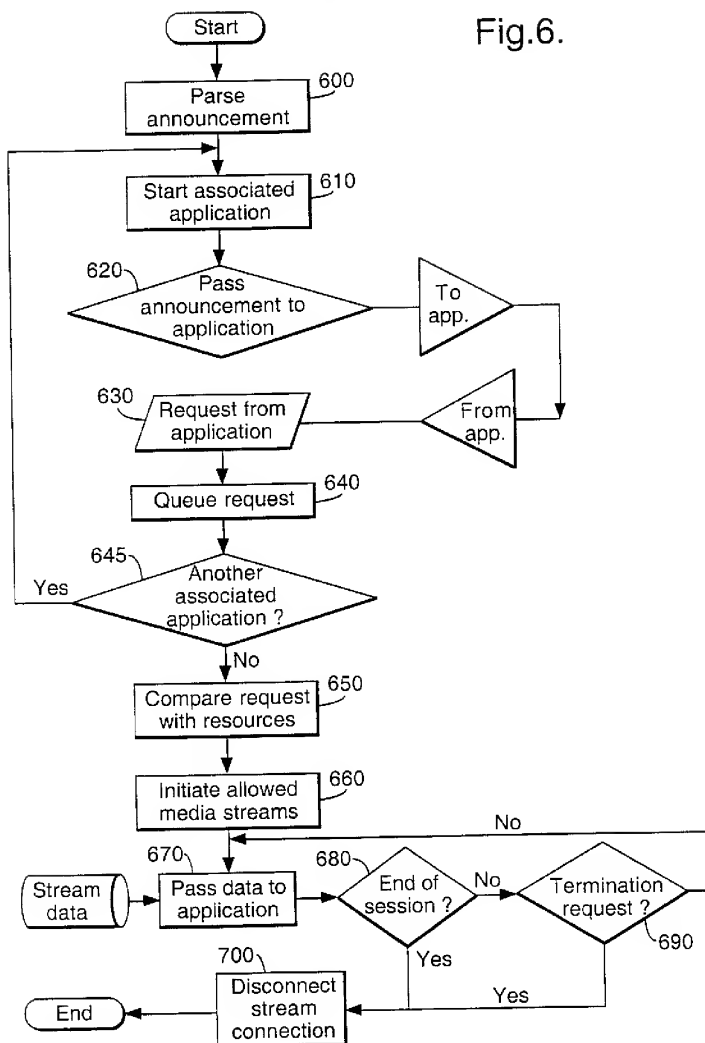 Fig.6.
Start
600
Parse
announcement
610
Start associated
application
620
Pass
announcement to
application
To
app.
630
Request from
application
From
app.
640
Queue request
645
Yes
Another
associated
application ?
No
650
Compare request
with resources
660
Initiate allowed
media streams
No
670
680
Stream
data
Pass data to
application
End of
session ?
No
Termination
request ?
690
Yes
Yes
700
Disconnect
stream
connection
End